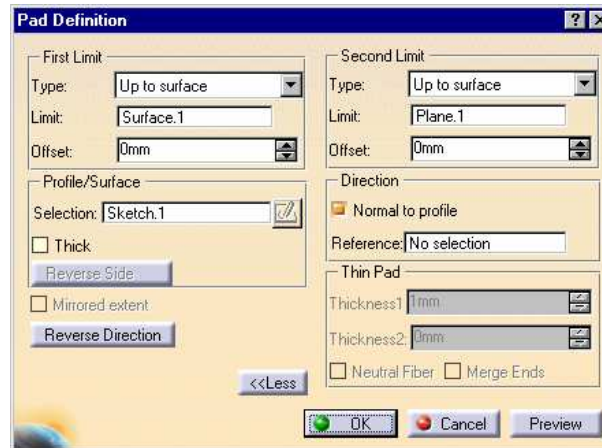 Pad Definition
First Limit
Type: Up to surface
Limit: Surface.1
Offset: 0mm
Profile/Surface
Selection: Sketch.1
Thick
Reverse Side
Mirrored extent
Reverse Direction
<<Less
Second Limit
Type: Up to surface
Limit: Plane.1
Offset: 0mm
Direction
Normal to profile
Reference: No selection
Thin Pad
Thickness1 1mm
Thickness2: 0mm
Neutral Fiber Merge Ends
OK Cancel Preview